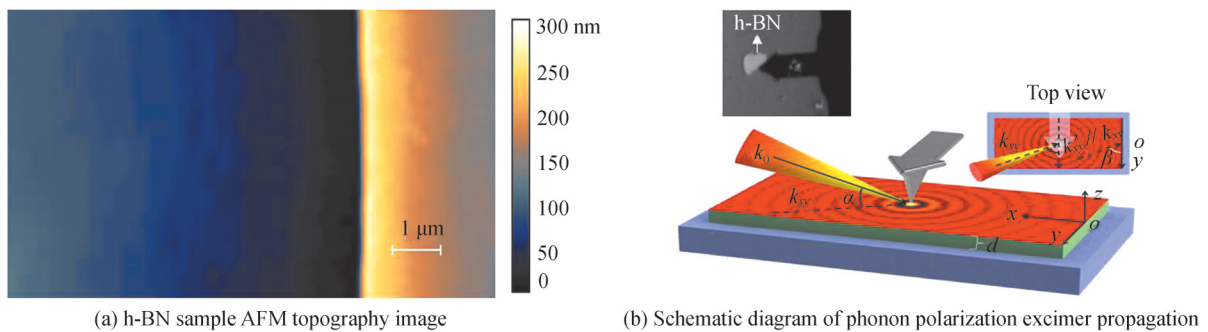 300 nm
250
200
150
100
50
0
1 μm
(a) h-BN sample AFM topography image
h-BN
Top view
kxy
k'xy // kxy
β
o
y
k0
α
kxy
x
z
y
o
d
(b) Schematic diagram of phonon polarization excimer propagation